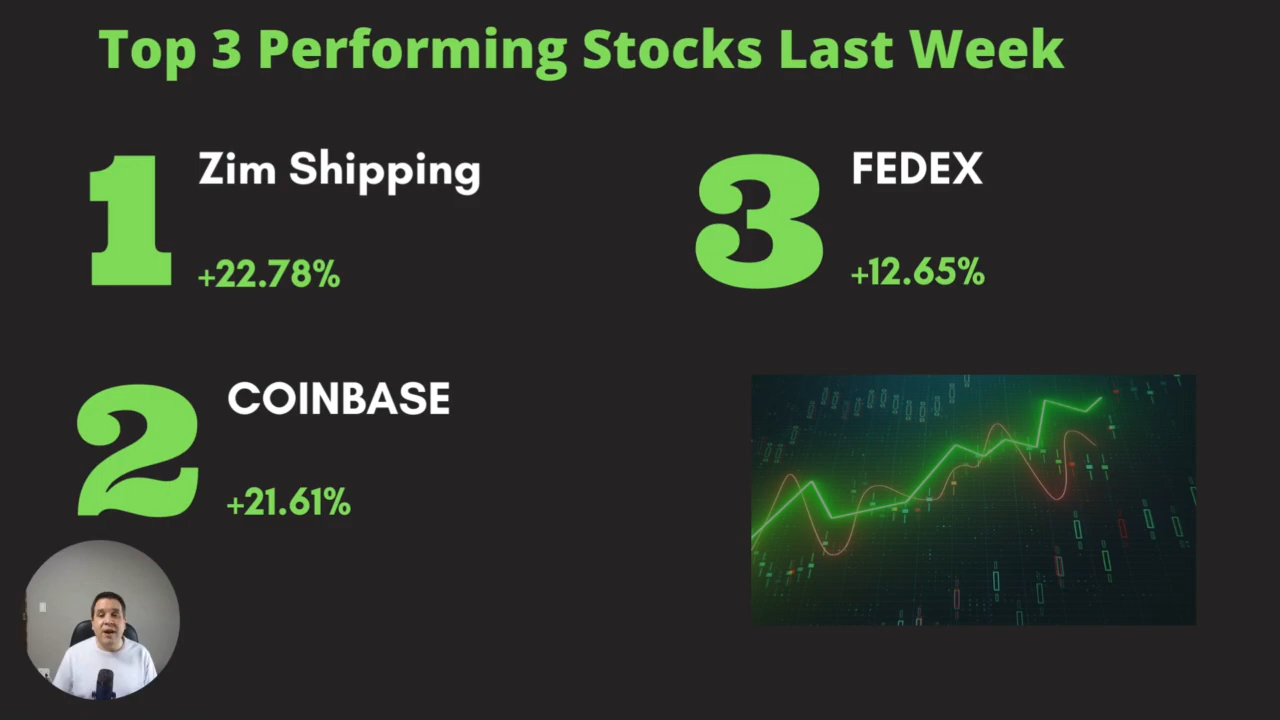 Top 3 Performing Stocks Last Week
1
Zim Shipping
+22.78%
2
COINBASE
+21.61%
3
FEDEX
+12.65%